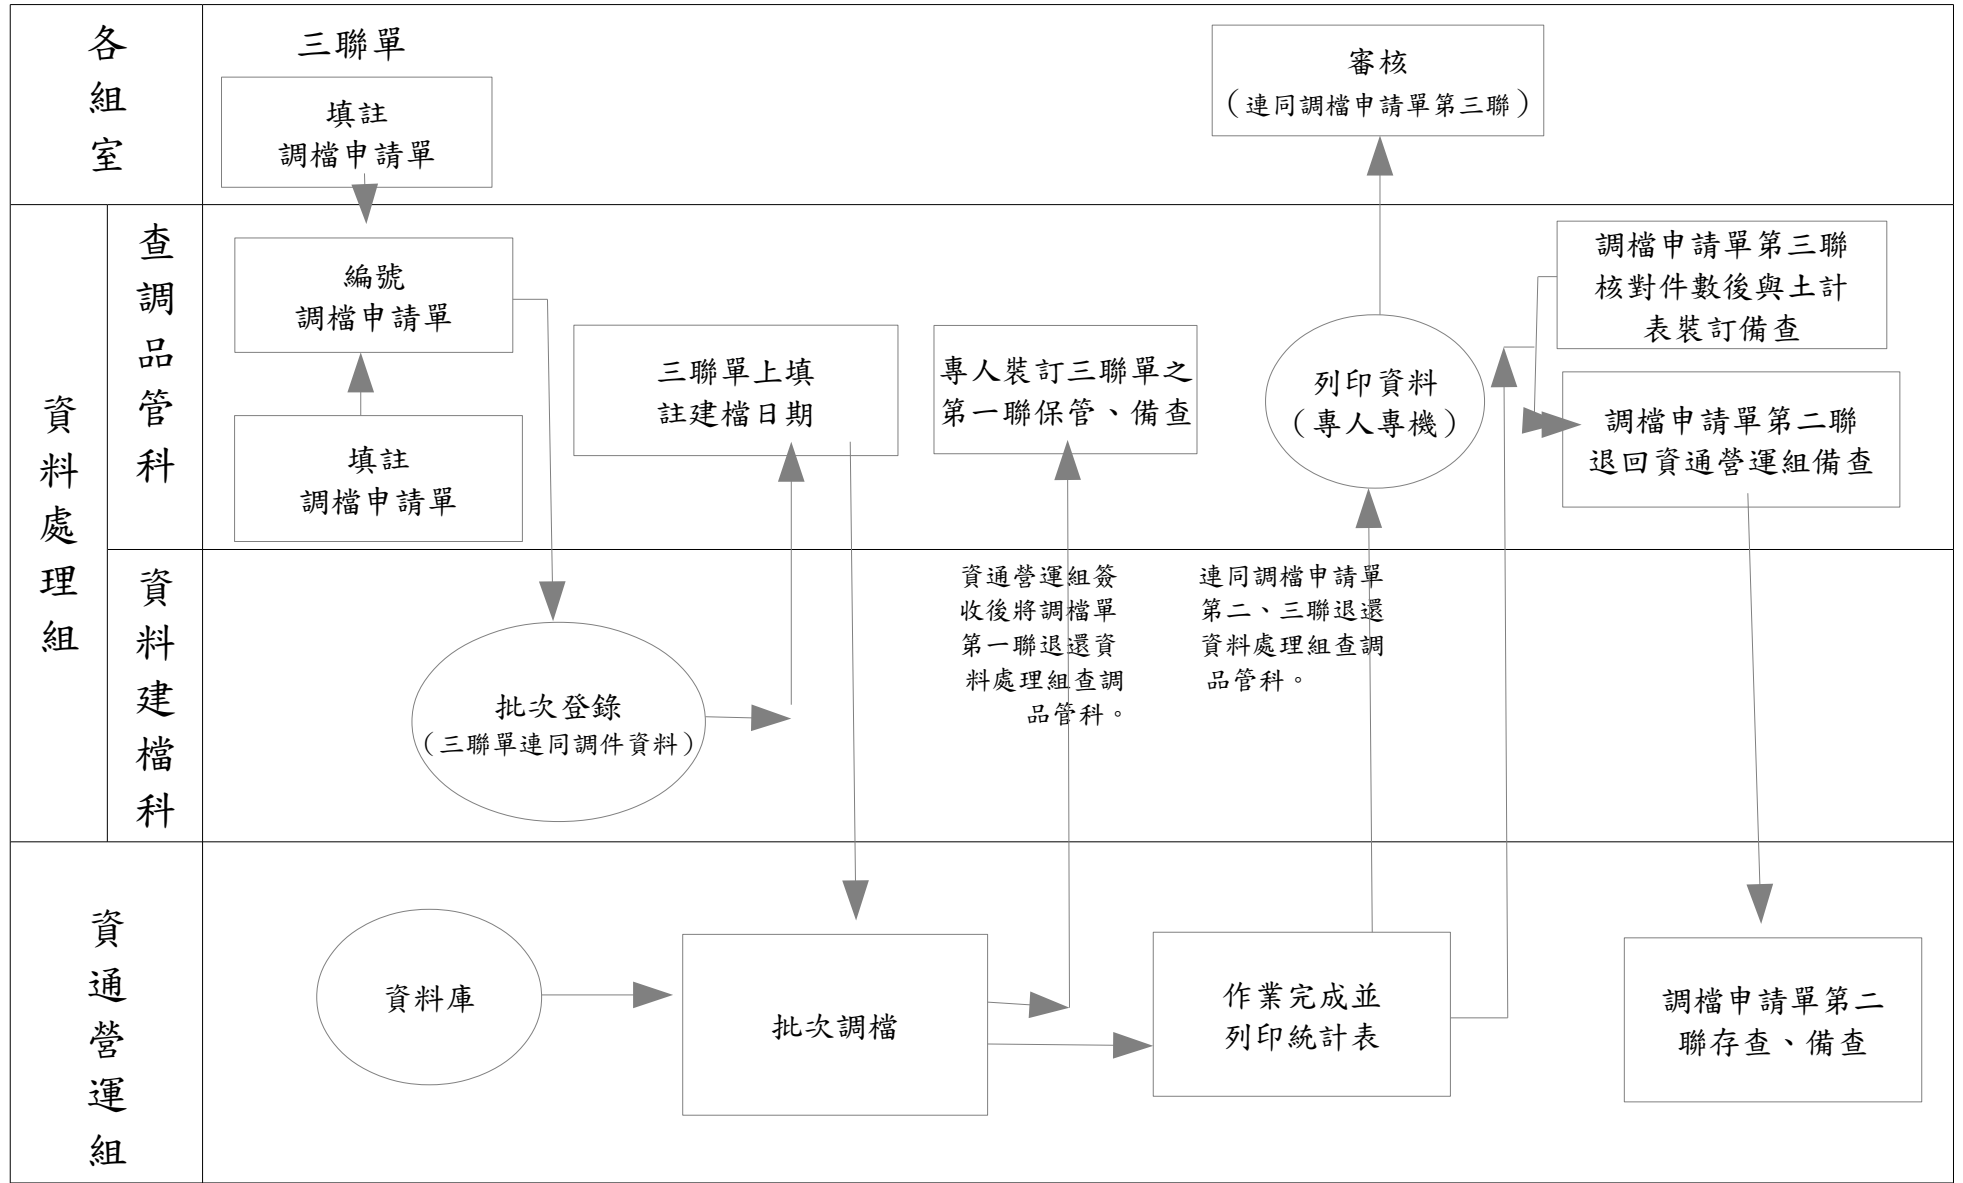 各組室
三聯單
填註
調檔申請單
審核
（連同調檔申請單第三聯）
資料處理組
查調品管科
編號
調檔申請單
填註
調檔申請單
三聯單上填
註建檔日期
專人裝訂三聯單之
第一聯保管、備查
列印資料
（專人專機）
調檔申請單第三聯
核對件數後與土計
表裝訂備查
調檔申請單第二聯
退回資通營運組備查
資料建檔科
批次登錄
（三聯單連同調件資料）
資通營運組簽
收後將調檔單
第一聯退還資
料處理組查調
品管科。
連同調檔申請單
第二、三聯退還
資料處理組查調
品管科。
資通營運組
資料庫
批次調檔
作業完成並
列印統計表
調檔申請單第二
聯存查、備查